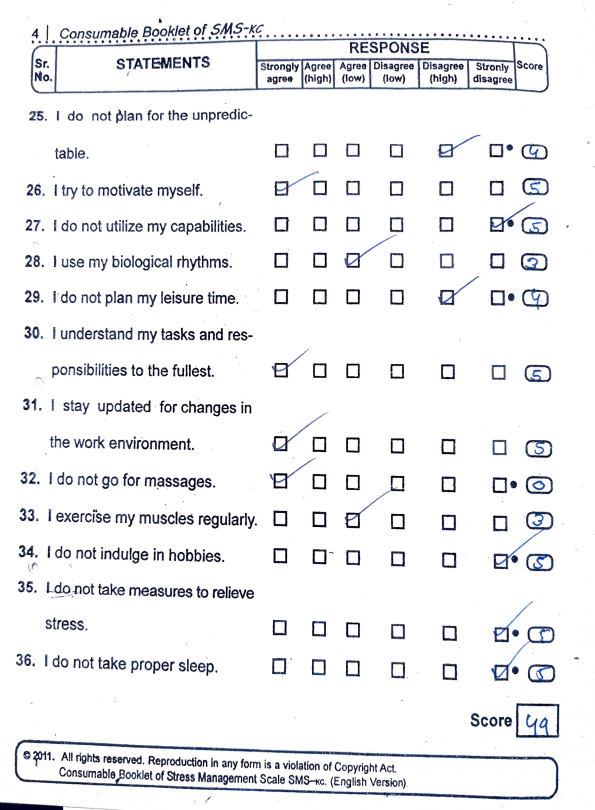 4 | Consumable Booklet of SMS-KC
Sr. No. STATEMENTS RESPONSE Score
Strongly agree Agree (high) Agree (low) Disagree (low) Disagree (high) Stronly disagree
25. I do not plan for the unpredic-
table. 4
26. I try to motivate myself. 5
27. I do not utilize my capabilities. 5
28. I use my biological rhythms. 3
29. I do not plan my leisure time. 4
30. I understand my tasks and res-
ponsibilities to the fullest. 5
31. I stay updated for changes in
the work environment. 5
32. I do not go for massages. 0
33. I exercise my muscles regularly. 3
34. I do not indulge in hobbies. 5
35. I do not take measures to relieve
stress. 5
36. I do not take proper sleep. 5
Score 49
© 2011. All rights reserved. Reproduction in any form is a violation of Copyright Act.
Consumable Booklet of Stress Management Scale SMS-KC. (English Version)